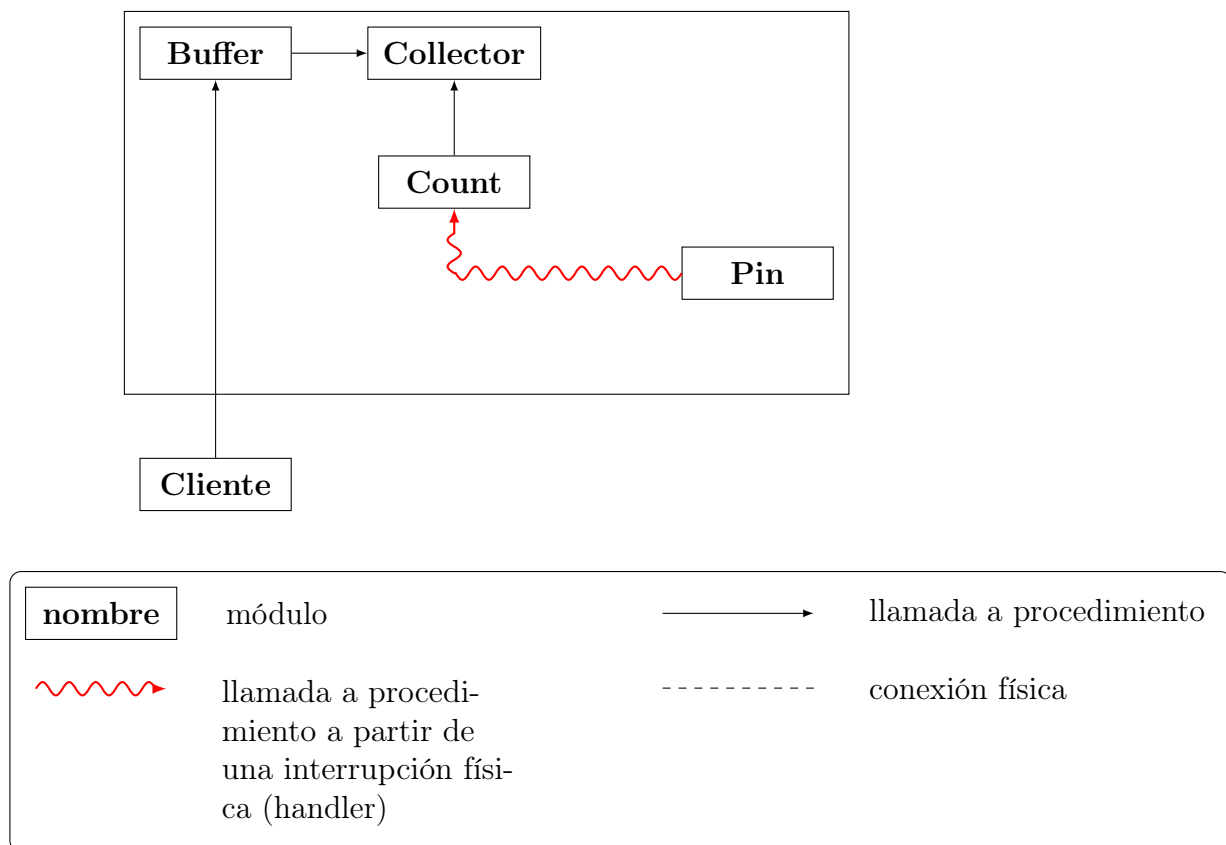 Buffer
Collector
Count
Pin
Cliente
nombre
módulo
llamada a procedimiento
llamada a procedi-
miento a partir de
una interrupción físi-
ca (handler)
conexión física